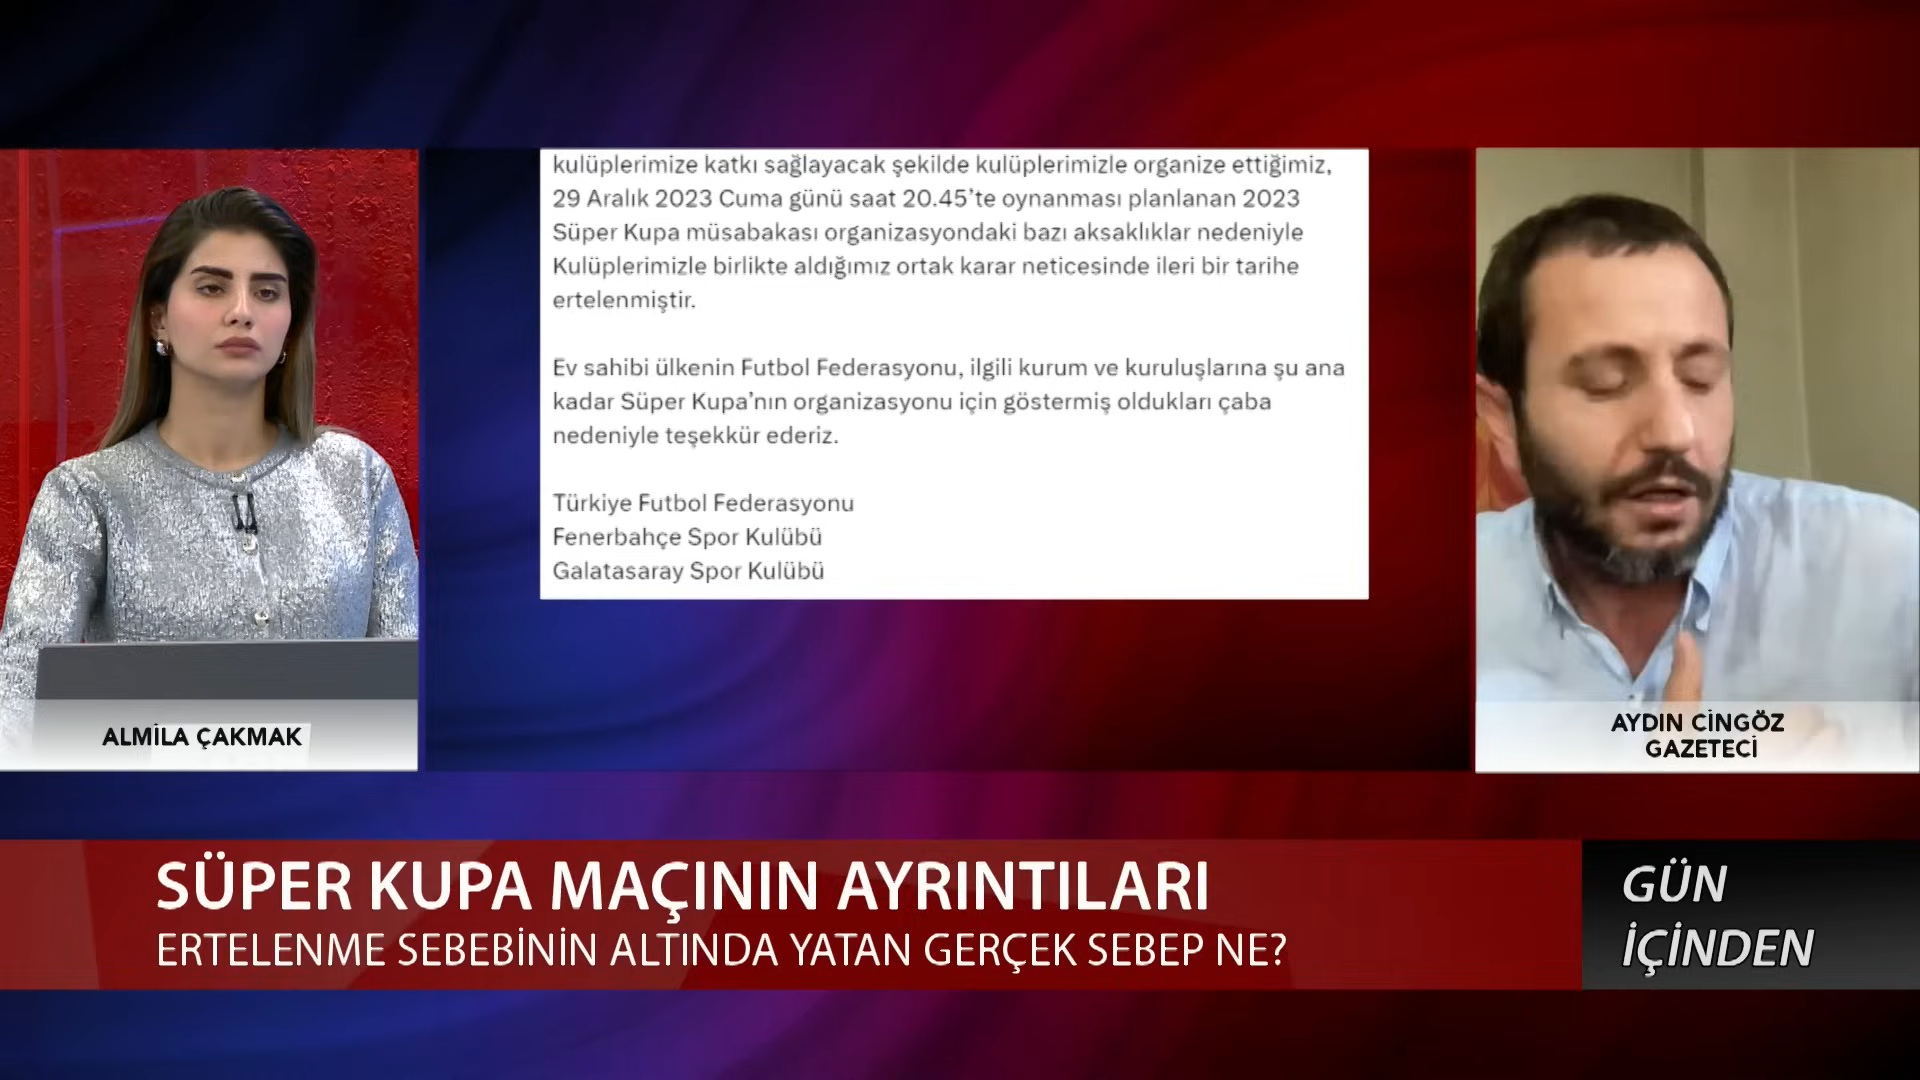 kulüplerimize katkı sağlayacak şekilde kulüplerimizle organize ettiğimiz,
29 Aralık 2023 Cuma günü saat 20.45’te oynanması planlanan 2023
Süper Kupa müsabakası organizasyondaki bazı aksaklıklar nedeniyle
Kulüplerimizle birlikte aldığımız ortak karar neticesinde ileri bir tarihe
ertelenmiştir.
Ev sahibi ülkenin Futbol Federasyonu, ilgili kurum ve kuruluşlarına şu ana
kadar Süper Kupa’nın organizasyonu için göstermiş oldukları çaba
nedeniyle teşekkür ederiz.
Türkiye Futbol Federasyonu
Fenerbahçe Spor Kulübü
Galatasaray Spor Kulübü
ALMİLA ÇAKMAK
AYDIN CİNGÖZ
GAZETECİ
SÜPER KUPA MAÇININ AYRINTILARI
ERTELENME SEBEBİNİN ALTINDA YATAN GERÇEK SEBEP NE?
GÜN
İÇİNDEN